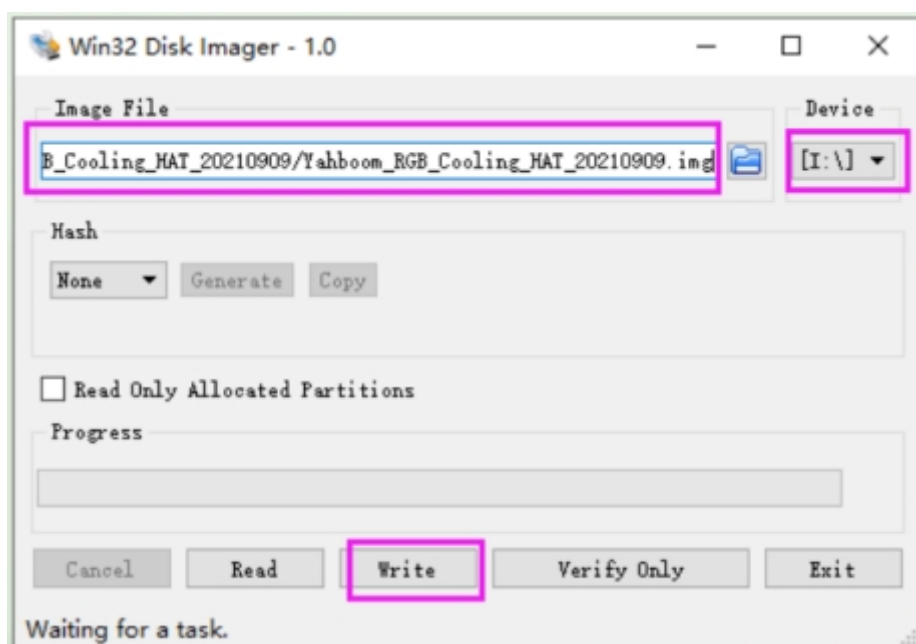 Win32 Disk Imager - 1.0
Image File
Device
B_Cooling_HAT_20210909/Yahboom_RGB_Cooling_HAT_20210909.img
[I:\]
Hash
None
Generate
Copy
Read Only Allocated Partitions
Progress
Cancel
Read
Write
Verify Only
Exit
Waiting for a task.